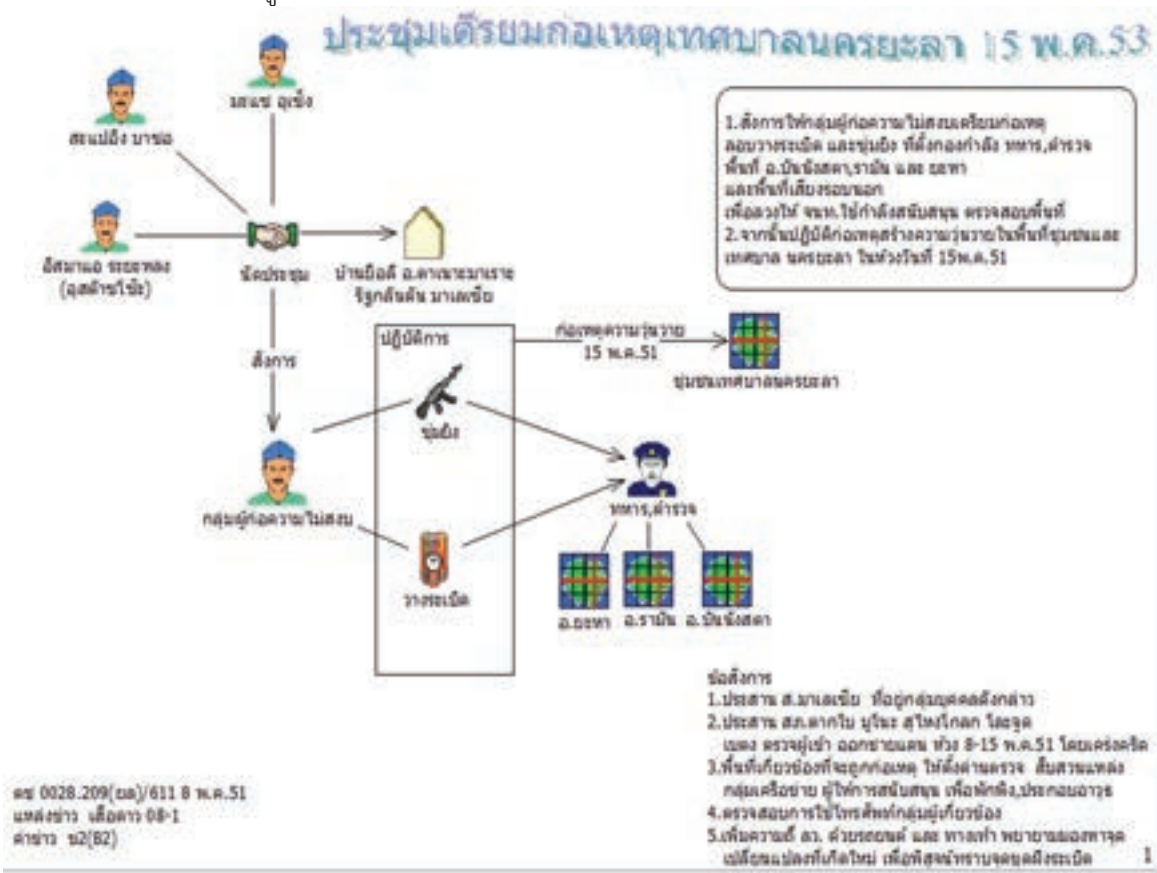 ประชุมเตรียมก่อเหตุเทศบาลนครยะลา 15 พ.ค.53
มะแซ อุเซ็ง
สะแปอิง บาซอ
1.สั่งการให้กลุ่มผู้ก่อความไม่สงบเตรียมก่อเหตุ
ลอบวางระเบิด และซุ่มยิง ที่ตั้งกองกำลัง ทหาร,ตำรวจ
พื้นที่ อ.บันนังสตา,รามัน และ ยะหา
และพื้นที่เสี่ยงรอบนอก
เพื่อลวงให้ จนท.ใช้กำลังสนับสนุน ตรวจสอบพื้นที่
2.จากนั้นปฏิบัติก่อเหตุสร้างความวุ่นวายในพื้นที่ชุมชนและ
เทศบาล นครยะลา ในห้วงวันที่ 15พ.ค.51
อิสมาแอ ระยะหลง
(อุสต๊าซโซ๊ะ)
นัดประชุม
บ้านยือดี อ.ตาเนาะมาเราะ
รัฐกลันตัน มาเลเซีย
สั่งการ
ปฏิบัติการ
ก่อเหตุความวุ่นวาย
15 พ.ค.51
ชุมชนเทศบาลนครยะลา
ซุ่มยิง
กลุ่มผู้ก่อความไม่สงบ
ทหาร,ตำรวจ
วางระเบิด
อ.ยะหา อ.รามัน อ.บันนังสตา
ข้อสั่งการ
1.ประสาน ส.มาเลเซีย ที่อยู่กลุ่มบุคคลดังกล่าว
2.ประสาน สภ.ตากใบ มูโนะ สุไหงโกลก โละจูด
เบตง ตรวจผู้เข้า ออกชายแดน ห้วง 8-15 พ.ค.51 โดยเคร่งครัด
3.พื้นที่เกี่ยวข้องที่จะถูกก่อเหตุ ให้ตั้งด่านตรวจ สืบสวนแหล่ง
กลุ่มเครือข่าย ผู้ให้การสนับสนุน เพื่อพักพิง,ประกอบอาวุธ
4.ตรวจสอบการใช้โทรศัพท์กลุ่มผู้เกี่ยวข้อง
5.เพิ่มความถี่ ลว. ด้วยรถยนต์ และ ทางเท้า พยายามมองหาจุด
เปลี่ยนแปลงที่เกิดใหม่ เพื่อพิสูจน์ทราบจุดขุดฝังระเบิด
ตช 0028.209(ยล)/611 8 พ.ค.51
แหล่งข่าว เสือดาว 08-1
ค่าข่าว ข2(B2)
1